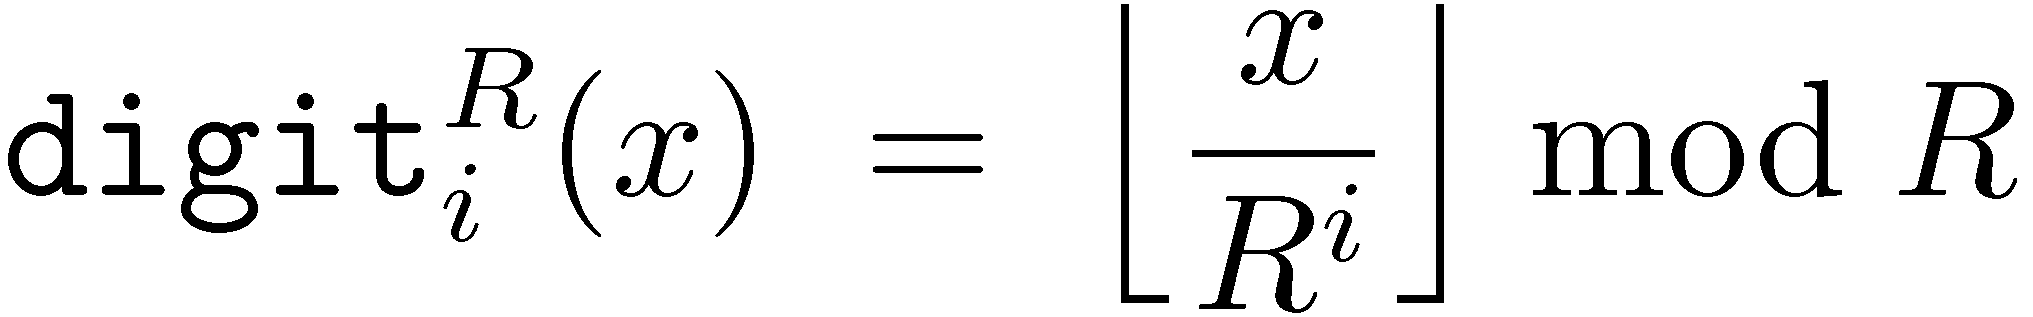 digit_i^R(x) = ⌊x/R^i⌋ mod R